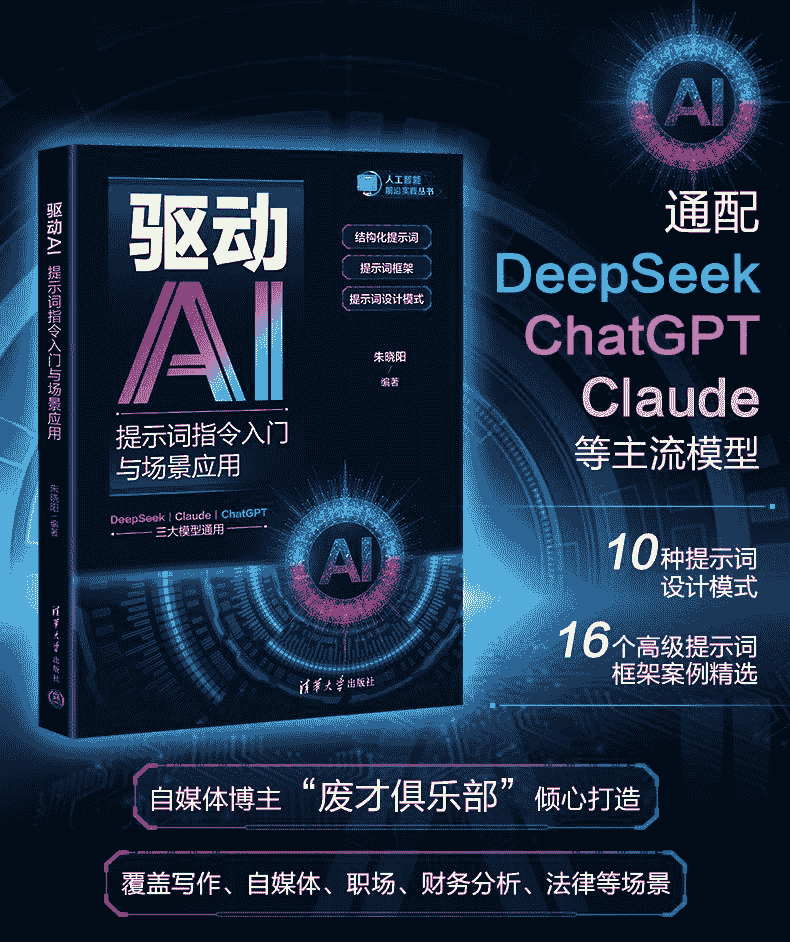 AI
通配
DeepSeek
ChatGPT
Claude
等主流模型
10种提示词
设计模式
16个高级提示词
框架案例精选
驱动AI 提示词指令入门与场景应用
朱晓阳 / 编著
清华大学出版社
人工智能
前沿实践丛书
驱动
AI
结构化提示词
提示词框架
提示词设计模式
朱晓阳
/
编著
提示词指令入门
与场景应用
DeepSeek | Claude | ChatGPT
三大模型通用
AI
清华大学出版社
自媒体博主“废才俱乐部”倾心打造
覆盖写作、自媒体、职场、财务分析、法律等场景